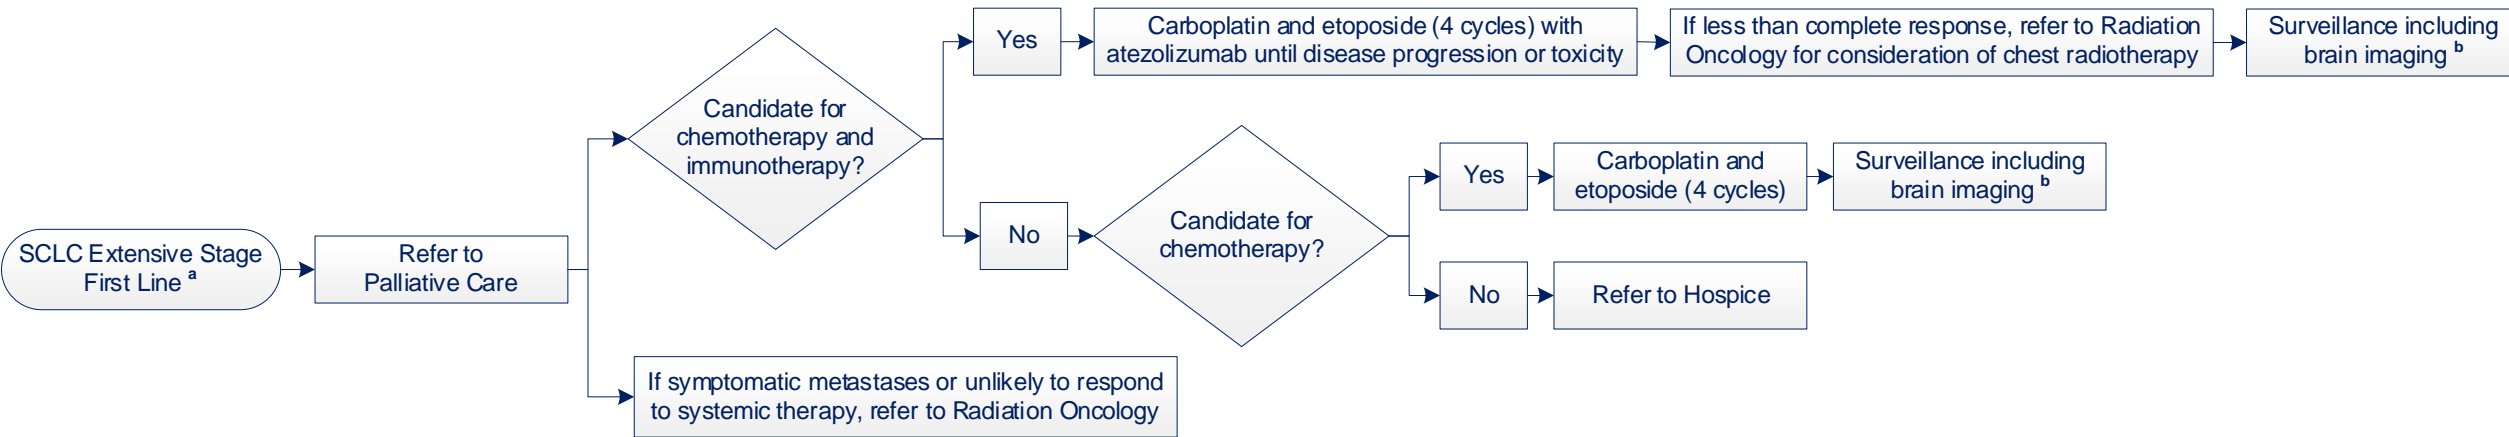 SCLC Extensive Stage
First Line a
Refer to
Palliative Care
Candidate for
chemotherapy and
immunotherapy?
Yes
Carboplatin and etoposide (4 cycles) with
atezolizumab until disease progression or toxicity
If less than complete response, refer to Radiation
Oncology for consideration of chest radiotherapy
Surveillance including
brain imaging b
No
Candidate for
chemotherapy?
Yes
Carboplatin and
etoposide (4 cycles)
Surveillance including
brain imaging b
No
Refer to Hospice
If symptomatic metastases or unlikely to respond
to systemic therapy, refer to Radiation Oncology